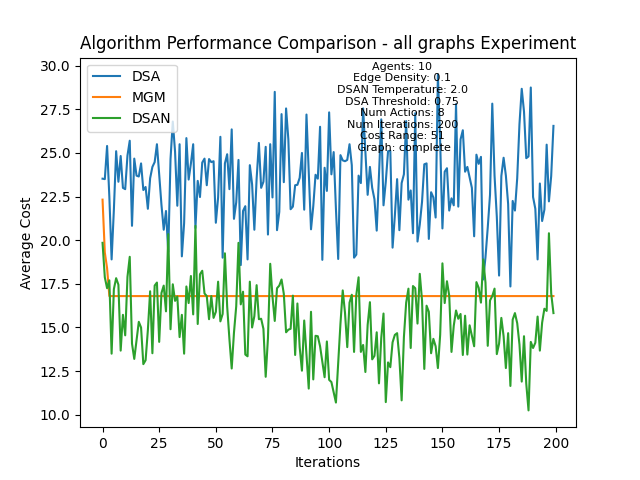 Algorithm Performance Comparison - all graphs Experiment
30.0
27.5
25.0
22.5
20.0
17.5
15.0
12.5
10.0
Average Cost
DSA
MGM
DSAN
Agents: 10
Edge Density: 0.1
DSAN Temperature: 2.0
DSA Threshold: 0.75
Num Actions: 8
Num Iterations: 200
Cost Range: 51
Graph: complete
0 25 50 75 100 125 150 175 200
Iterations